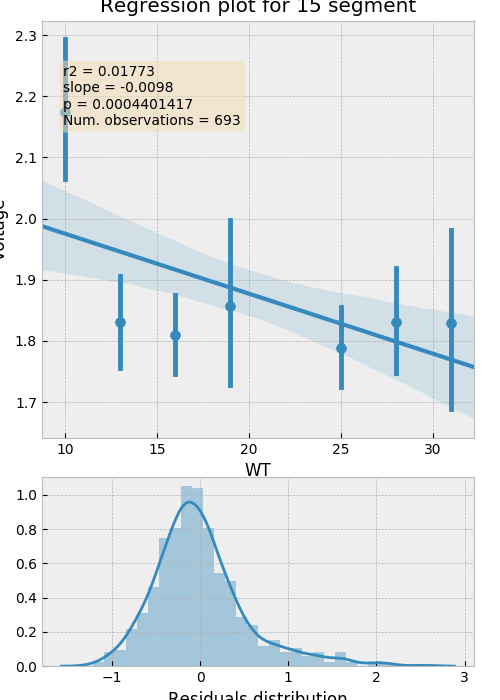 Regression plot for 15 segment
2.3
2.2
2.1
2.0
1.9
1.8
1.7
r2 = 0.01773
slope = -0.0098
p = 0.0004401417
Num. observations = 693
Voltage
10 15 20 25 30
WT
1.0
0.8
0.6
0.4
0.2
0.0
−1 0 1 2 3
Residuals distribution